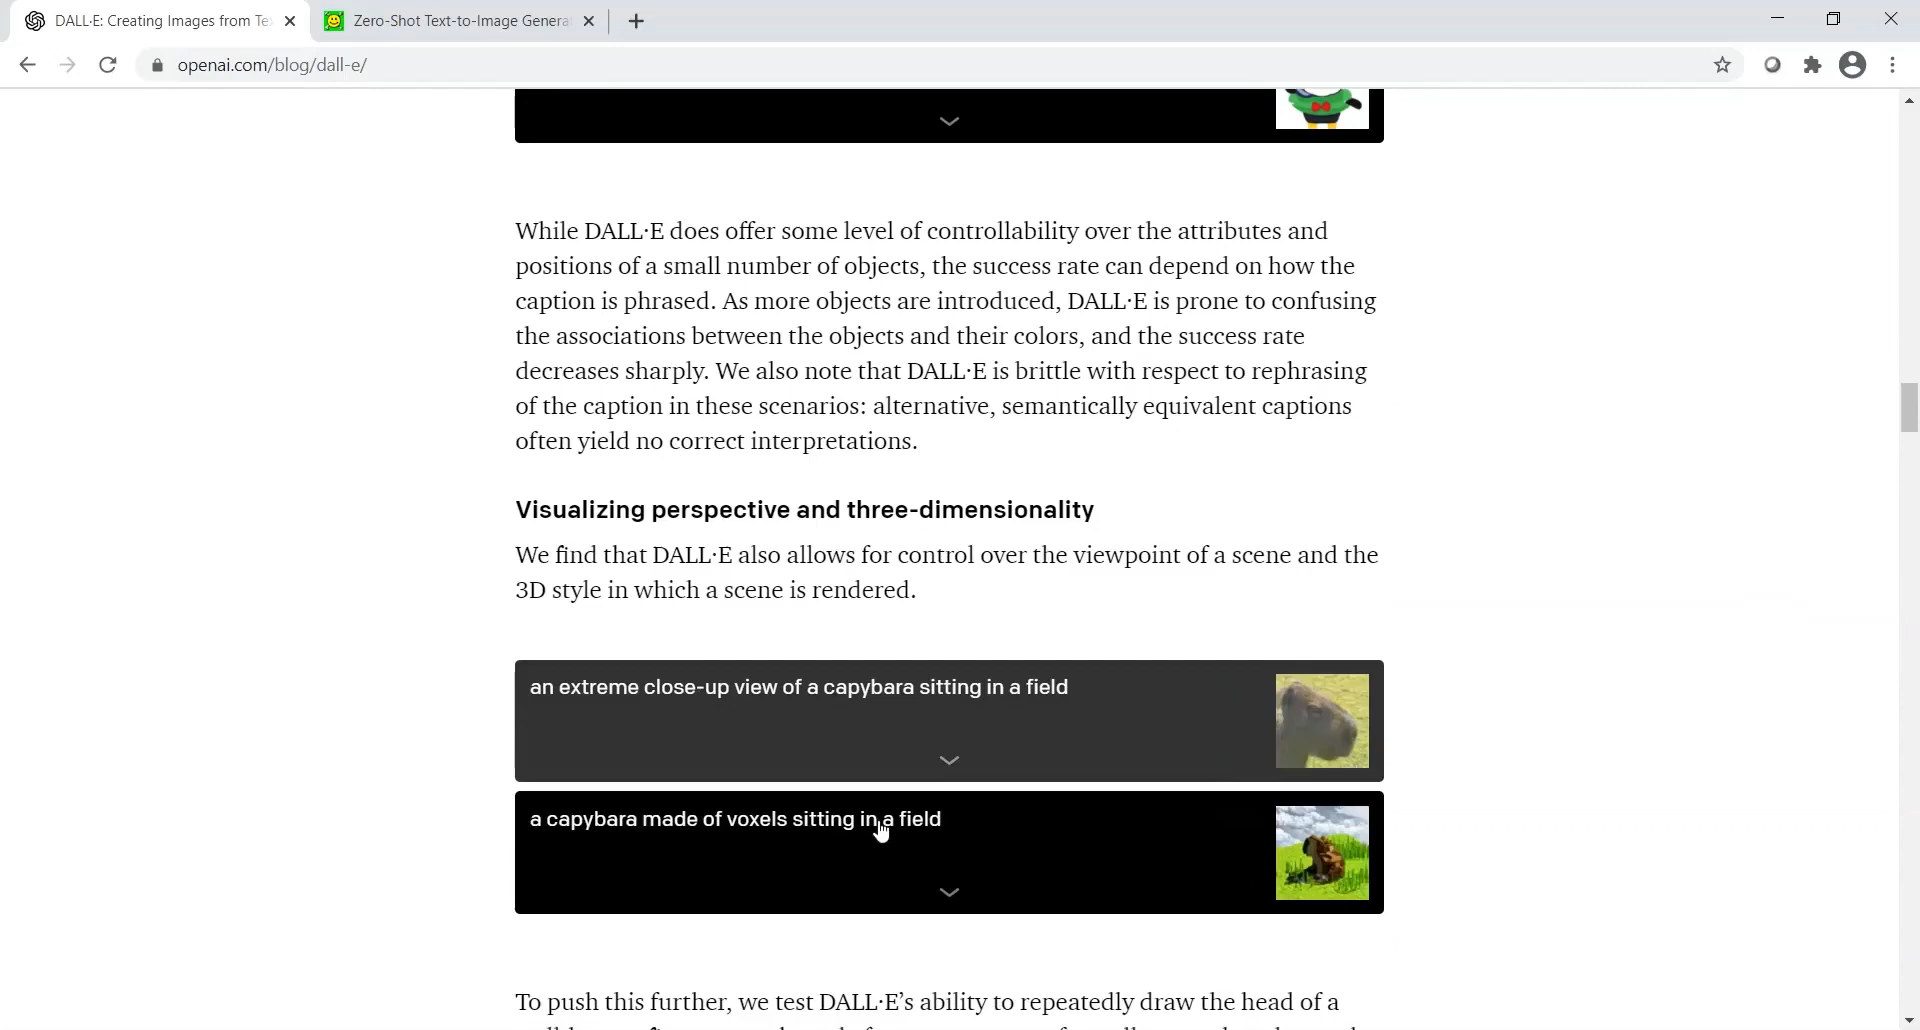 DALL·E: Creating Images from Te
Zero-Shot Text-to-Image Genera
openai.com/blog/dall-e/
While DALL·E does offer some level of controllability over the attributes and
positions of a small number of objects, the success rate can depend on how the
caption is phrased. As more objects are introduced, DALL·E is prone to confusing
the associations between the objects and their colors, and the success rate
decreases sharply. We also note that DALL·E is brittle with respect to rephrasing
of the caption in these scenarios: alternative, semantically equivalent captions
often yield no correct interpretations.
Visualizing perspective and three-dimensionality
We find that DALL·E also allows for control over the viewpoint of a scene and the
3D style in which a scene is rendered.
an extreme close-up view of a capybara sitting in a field
a capybara made of voxels sitting in a field
To push this further, we test DALL·E’s ability to repeatedly draw the head of a